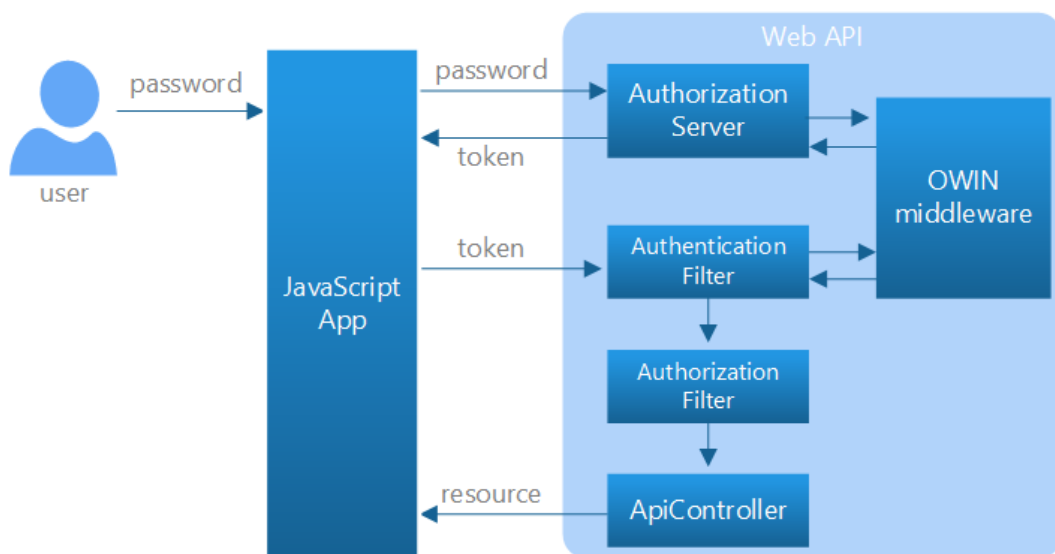 Web API
password
password
Authorization
Server
token
user
OWIN
middleware
token
Authentication
Filter
JavaScript
App
Authorization
Filter
resource
ApiController